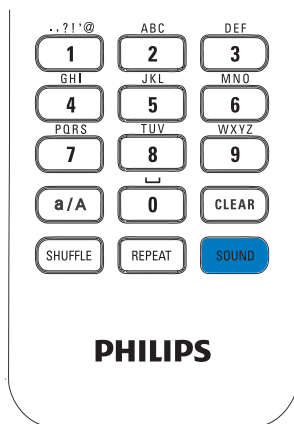 .,?!'@ ABC DEF
1 2 3
GHI JKL MNO
4 5 6
PQRS TUV WXYZ
7 8 9
a/A 0 CLEAR
SHUFFLE REPEAT SOUND
PHILIPS